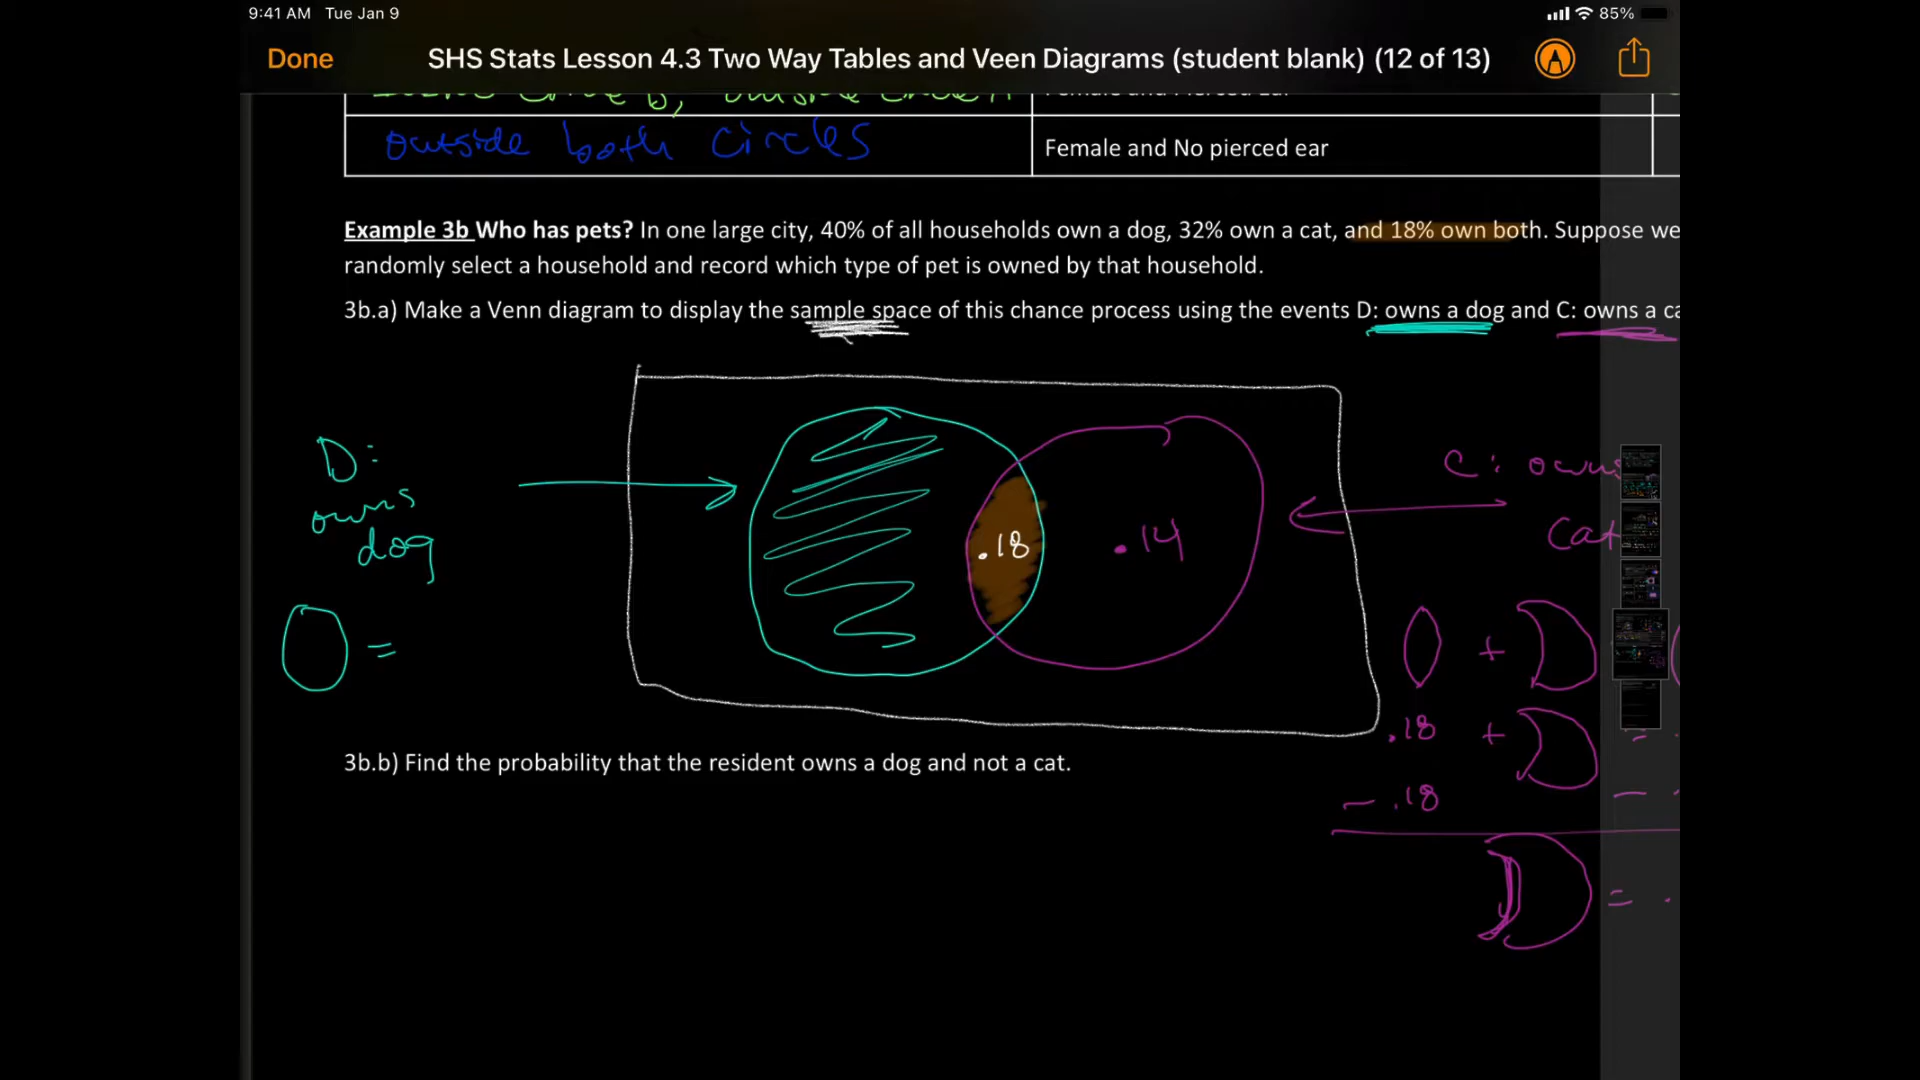 9:41 AM Tue Jan 9
85%
Done
SHS Stats Lesson 4.3 Two Way Tables and Veen Diagrams (student blank) (12 of 13)
outside both circles
Female and No pierced ear
Example 3b Who has pets? In one large city, 40% of all households own a dog, 32% own a cat, and 18% own both. Suppose we
randomly select a household and record which type of pet is owned by that household.
3b.a) Make a Venn diagram to display the sample space of this chance process using the events D: owns a dog and C: owns a ca
D:
owns
dog
=
.18
.14
C: owns
cat
+
.18 +
- .18
= .
3b.b) Find the probability that the resident owns a dog and not a cat.